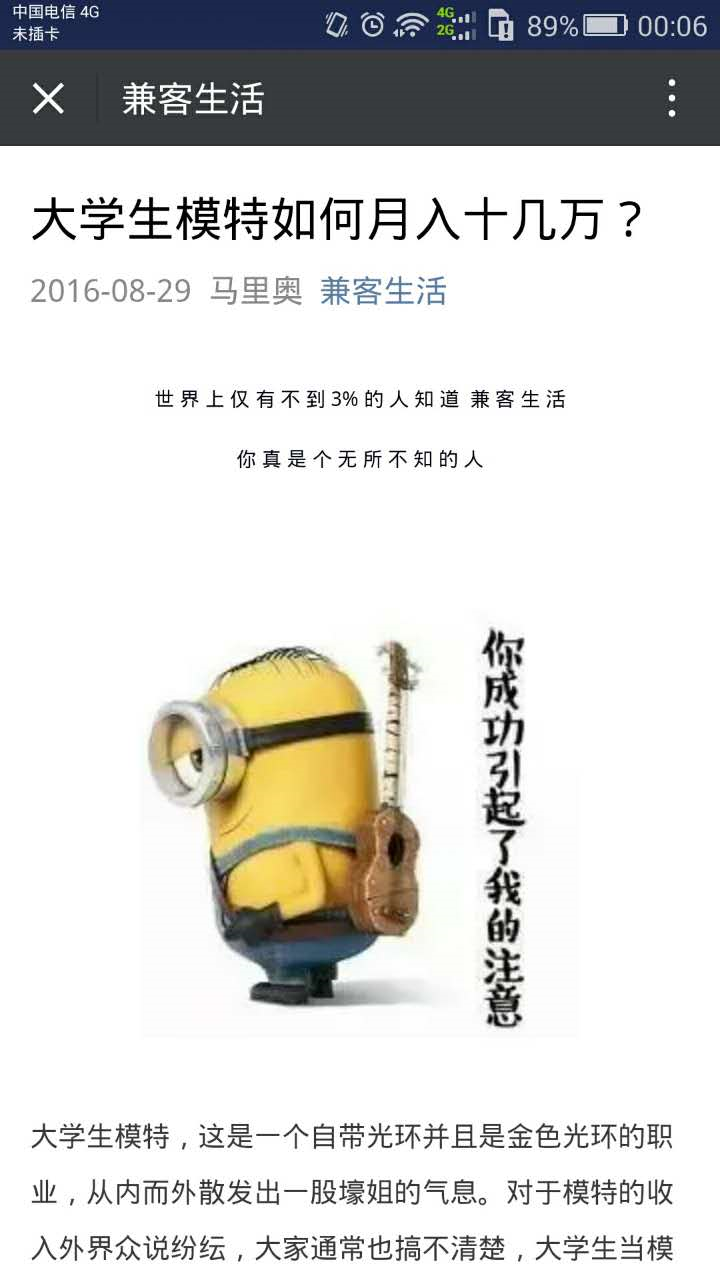 中国电信 4G
未插卡
4G
2G
89%
00:06
兼客生活
大学生模特如何月入十几万？
2016-08-29 马里奥 兼客生活
世界上仅有不到3%的人知道 兼客生活
你真是个无所不知的人
你成功引起了我的注意
大学生模特，这是一个自带光环并且是金色光环的职
业，从内而外散发出一股壕姐的气息。对于模特的收
入外界众说纷纭，大家通常也搞不清楚，大学生当模